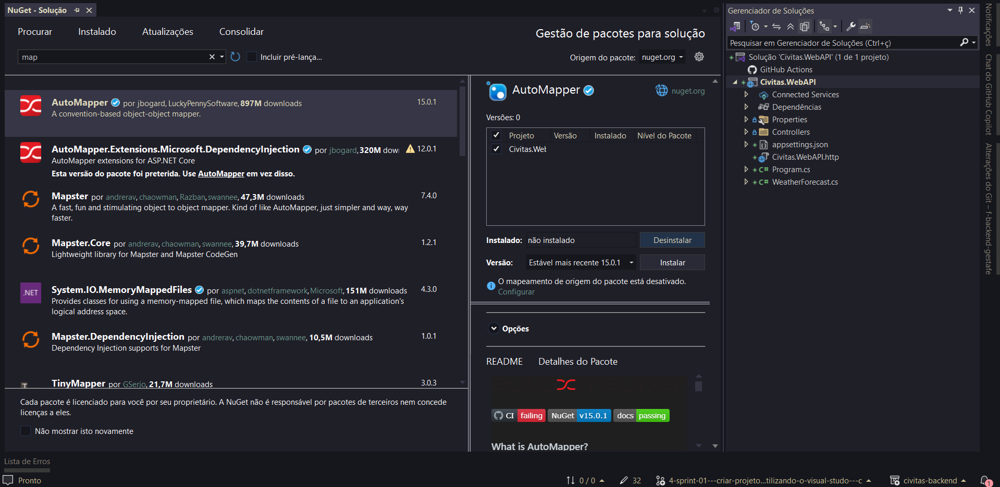 NuGet - Solução
Procurar
Instalado
Atualizações
Consolidar
Gestão de pacotes para solução
map
Incluir pré-lança...
Origem do pacote: nuget.org
AutoMapper por jbogard, LuckyPennySoftware, 897M downloads 15.0.1
A convention-based object-object mapper.
AutoMapper.Extensions.Microsoft.DependencyInjection por jbogard, 320M dow 12.0.1
AutoMapper extensions for ASP.NET Core
Esta versão do pacote foi preterida. Use AutoMapper em vez disso.
Mapster por andrerav, chaowman, Razban, swannee, 47,3M downloads 7.4.0
A fast, fun and stimulating object to object mapper. Kind of like AutoMapper, just simpler and way, way
faster.
Mapster.Core por andrerav, chaowman, swannee, 39,7M downloads 1.2.1
Lightweight library for Mapster and Mapster CodeGen
.NET
System.IO.MemoryMappedFiles por aspnet, dotnetframework, Microsoft, 151M downloads 4.3.0
Provides classes for using a memory-mapped file, which maps the contents of a file to an application's
logical address space.
Mapster.DependencyInjection por andrerav, chaowman, swannee, 10,5M downloads 1.0.1
Dependency Injection supports for Mapster
T
TinyMapper por GSerjo, 21,7M downloads 3.0.3
Cada pacote é licenciado para você por seu proprietário. A NuGet não é responsável por pacotes de terceiros nem concede
licenças a eles.
Não mostrar isto novamente
AutoMapper
nuget.org
Versões: 0
Projeto Versão Instalado Nível do Pacote
Civitas.Wel
Instalado: não instalado
Desinstalar
Versão: Estável mais recente 15.0.1
Instalar
O mapeamento de origem do pacote está desativado.
Configurar
Opções
README
Detalhes do Pacote
CI failing
NuGet v15.0.1
docs passing
What is AutoMapper?
Gerenciador de Soluções
Pesquisar em Gerenciador de Soluções (Ctrl+ç)
Solução 'Civitas.WebAPI' (1 de 1 projeto)
GitHub Actions
Civitas.WebAPI
Connected Services
Dependências
Properties
Controllers
appsettings.json
Civitas.WebAPI.http
C# Program.cs
C# WeatherForecast.cs
Notificações
Chat do GitHub Copilot
Alterações do Git – f-backend-gestafe
Lista de Erros
Pronto
0 / 0
32
4-sprint-01---criar-projeto...tilizando-o-visual-studo---c
civitas-backend
1